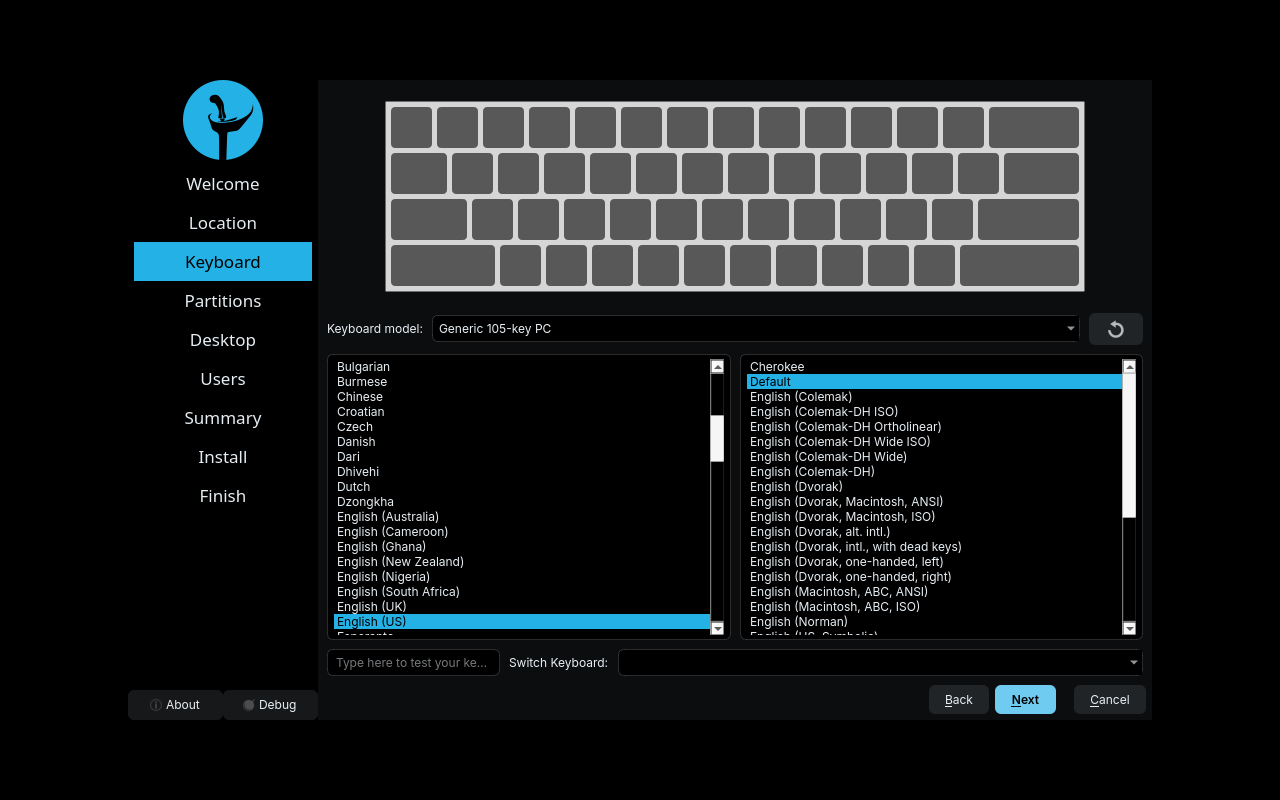 Welcome
Location
Keyboard
Partitions
Desktop
Users
Summary
Install
Finish
About
Debug
Keyboard model:
Generic 105-key PC
Bulgarian
Burmese
Chinese
Croatian
Czech
Danish
Dari
Dhivehi
Dutch
Dzongkha
English (Australia)
English (Cameroon)
English (Ghana)
English (New Zealand)
English (Nigeria)
English (South Africa)
English (UK)
English (US)
Esperanto
Cherokee
Default
English (Colemak)
English (Colemak-DH ISO)
English (Colemak-DH Ortholinear)
English (Colemak-DH Wide ISO)
English (Colemak-DH Wide)
English (Colemak-DH)
English (Dvorak)
English (Dvorak, Macintosh, ANSI)
English (Dvorak, Macintosh, ISO)
English (Dvorak, alt. intl.)
English (Dvorak, intl., with dead keys)
English (Dvorak, one-handed, left)
English (Dvorak, one-handed, right)
English (Macintosh, ABC, ANSI)
English (Macintosh, ABC, ISO)
English (Norman)
English (US, Symbolic)
Type here to test your ke...
Switch Keyboard:
Back
Next
Cancel